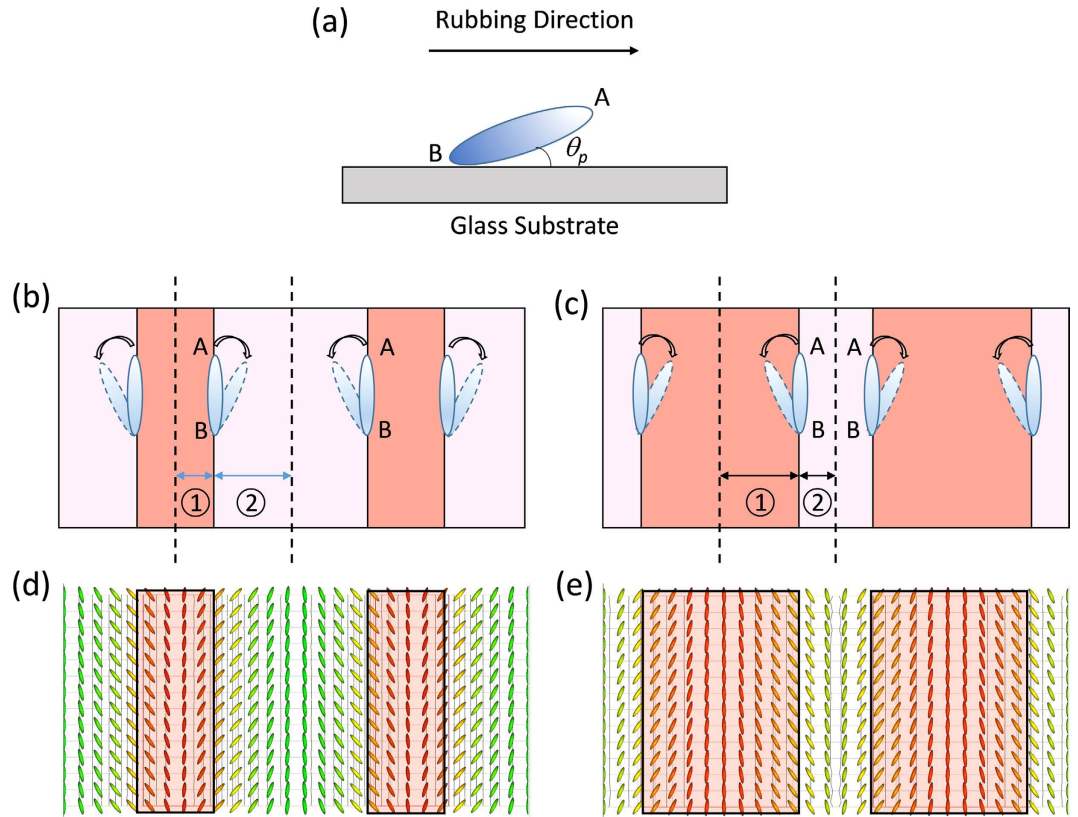 (a)
Rubbing Direction
A
B
θp
Glass Substrate
(b)
A
A
B
B
① ②
(c)
A
A
B
B
① ②
(d)
(e)